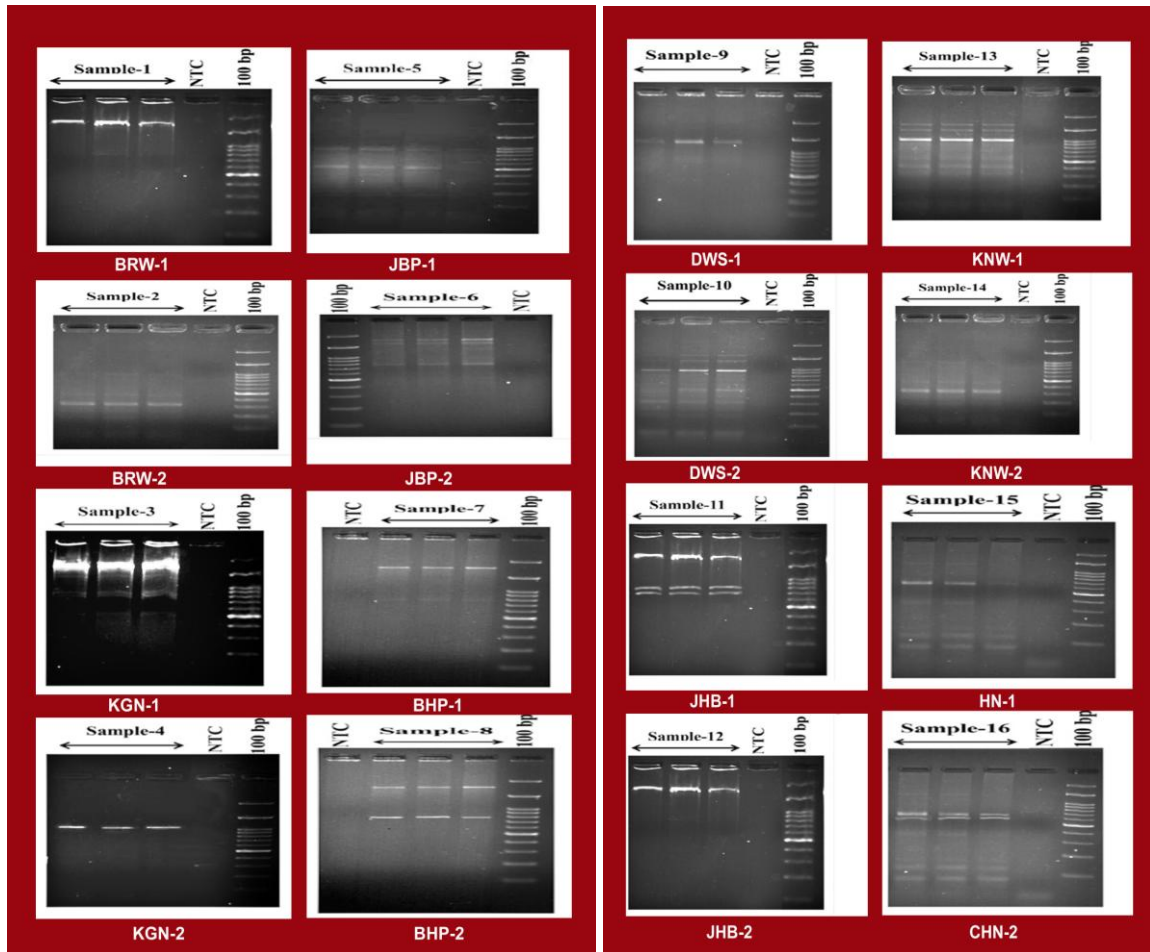 Sample-1 NTC 100 bp
BRW-1
Sample-5 NTC 100 bp
JBP-1
Sample-2 NTC 100 bp
BRW-2
100 bp Sample-6 NTC
JBP-2
Sample-3 NTC 100 bp
KGN-1
NTC Sample-7 100 bp
BHP-1
Sample-4 NTC 100 bp
KGN-2
NTC Sample-8 100 bp
BHP-2
Sample-9 NTC 100 bp
DWS-1
Sample-13 NTC 100 bp
KNW-1
Sample-10 NTC 100 bp
DWS-2
Sample-14 NTC 100 bp
KNW-2
Sample-11 NTC 100 bp
JHB-1
Sample-15 NTC 100 bp
HN-1
Sample-12 NTC 100 bp
JHB-2
Sample-16 NTC 100 bp
CHN-2